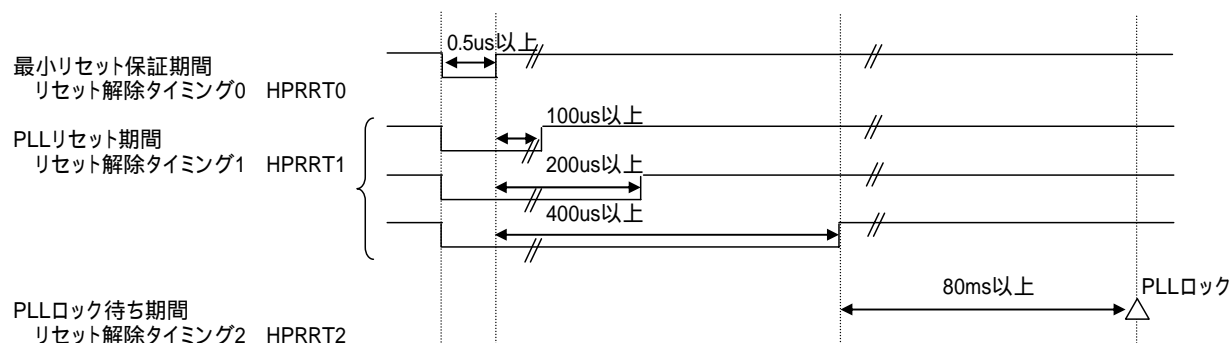 0.5us以上
最小リセット保証期間
リセット解除タイミング0 HPRRT0
100us以上
PLLリセット期間
リセット解除タイミング1 HPRRT1
200us以上
400us以上
80ms以上
PLLロック
PLLロック待ち期間
リセット解除タイミング2 HPRRT2